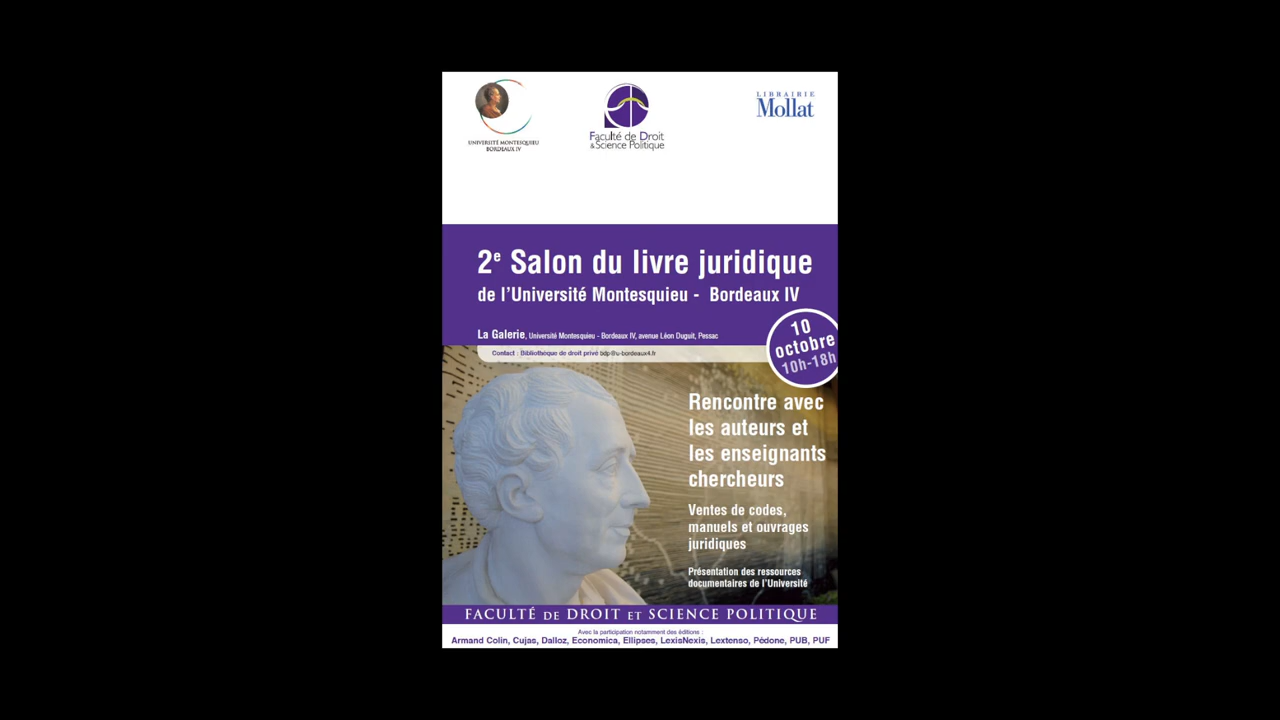 UNIVERSITÉ MONTESQUIEU
BORDEAUX IV
Faculté de Droit
& Science Politique
LIBRAIRIE
Mollat
2e Salon du livre juridique
de l'Université Montesquieu - Bordeaux IV
La Galerie, Université Montesquieu - Bordeaux IV, avenue Léon Duguit, Pessac
Contact : Bibliothèque de droit privé bdp@u-bordeaux4.fr
10
octobre
10h-18h
Rencontre avec
les auteurs et
les enseignants
chercheurs
Ventes de codes,
manuels et ouvrages
juridiques
Présentation des ressources
documentaires de l'Université
FACULTÉ DE DROIT ET SCIENCE POLITIQUE
Avec la participation notamment des éditions :
Armand Colin, Cujas, Dalloz, Economica, Ellipses, LexisNexis, Lextenso, Pédone, PUB, PUF